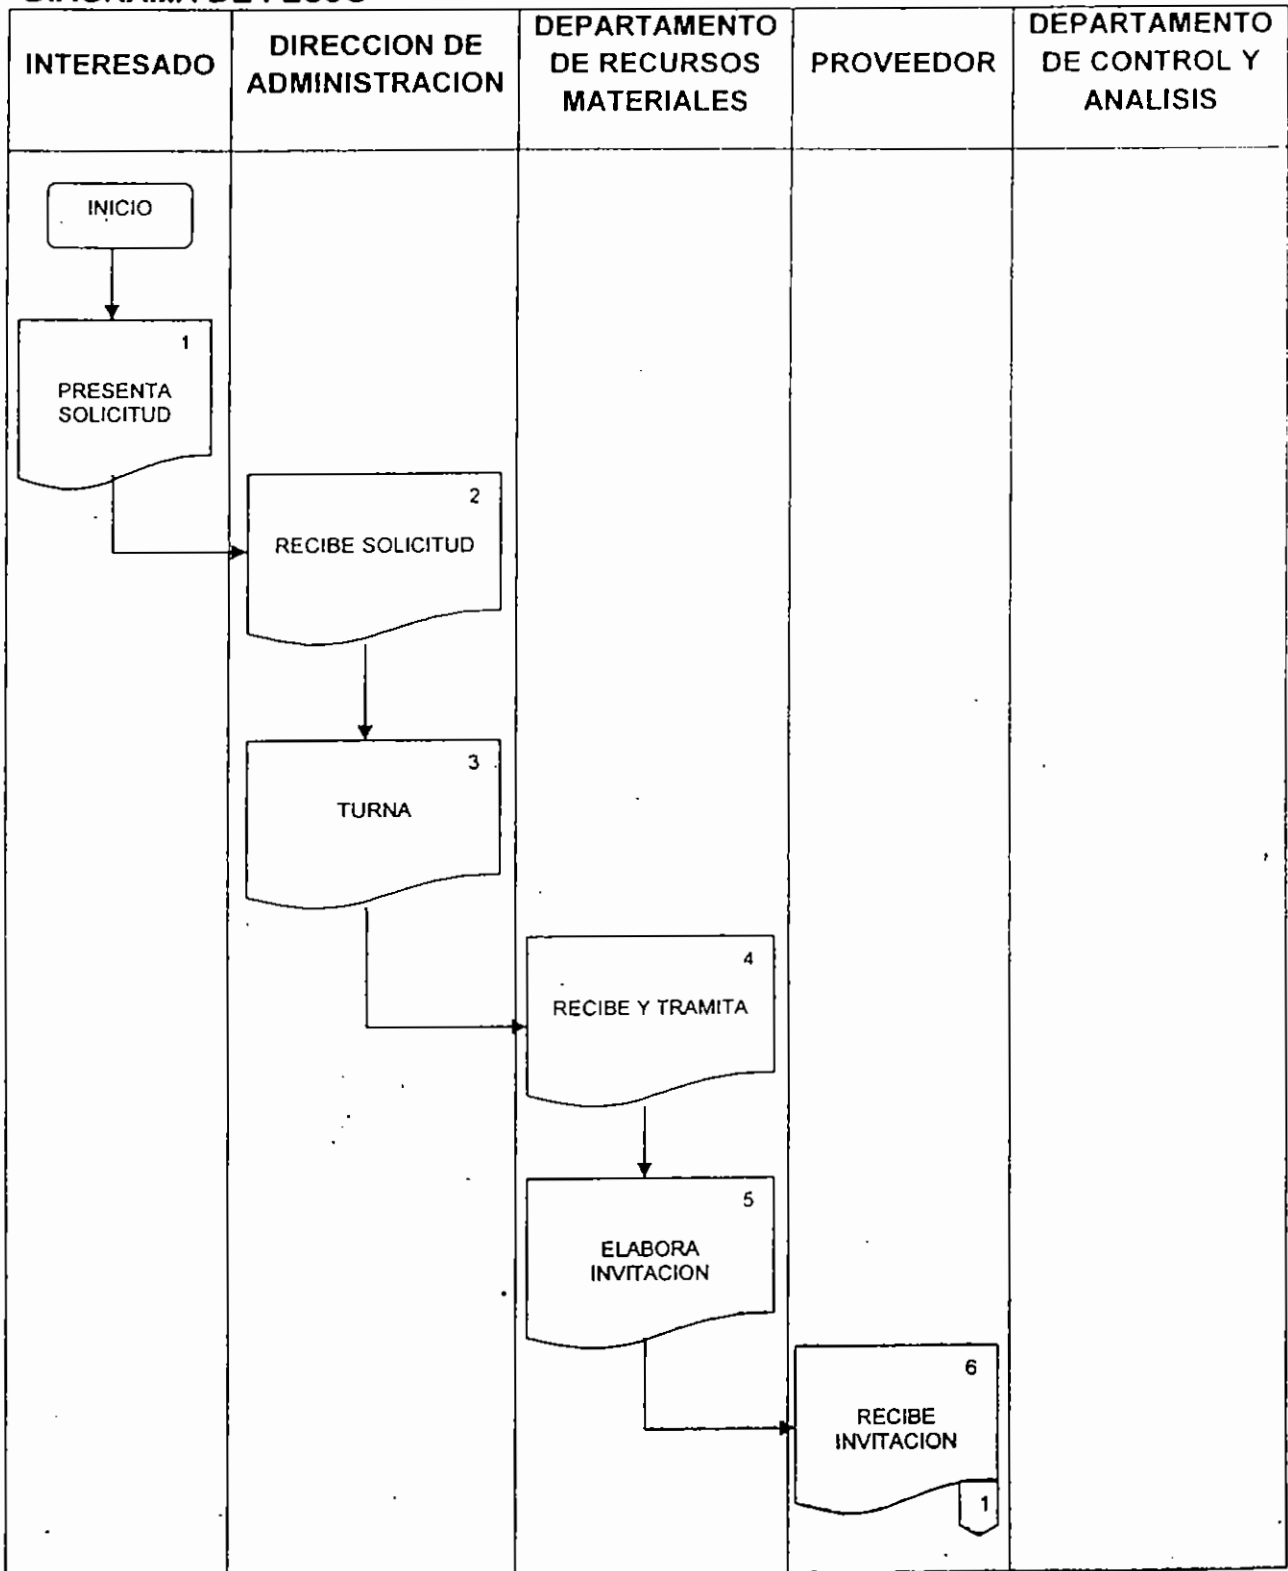 INTERESADO
DIRECCION DE
ADMINISTRACION
DEPARTAMENTO
DE RECURSOS
MATERIALES
PROVEEDOR
DEPARTAMENTO
DE CONTROL Y
ANALISIS
INICIO
1
PRESENTA
SOLICITUD
2
RECIBE SOLICITUD
3
TURNA
4
RECIBE Y TRAMITA
5
ELABORA
INVITACION
6
RECIBE
INVITACION
1